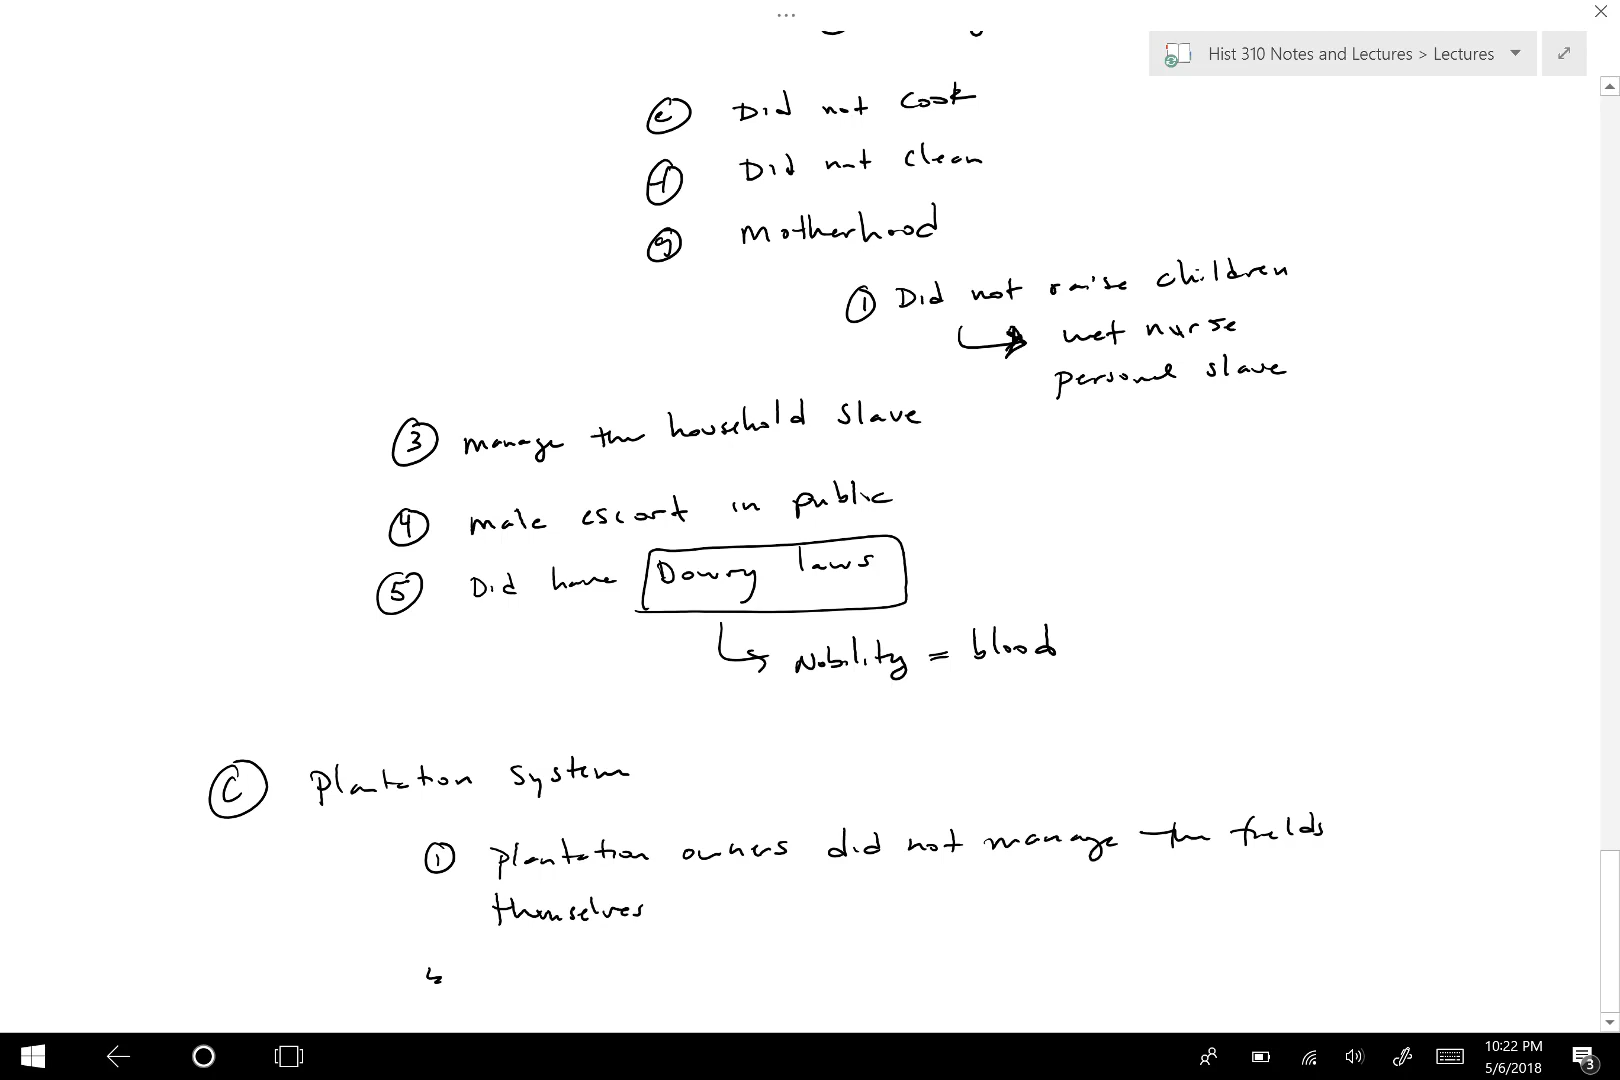 Hist 310 Notes and Lectures > Lectures
e Did not cook
f Did not clean
g Motherhood
1 Did not raise children
wet nurse
personal slave
3 manage the household slave
4 male escort in public
5 Did have Dowry laws
Nobility = blood
C Plantation System
1 plantation owners did not manage the fields
themselves
10:22 PM
5/6/2018
3